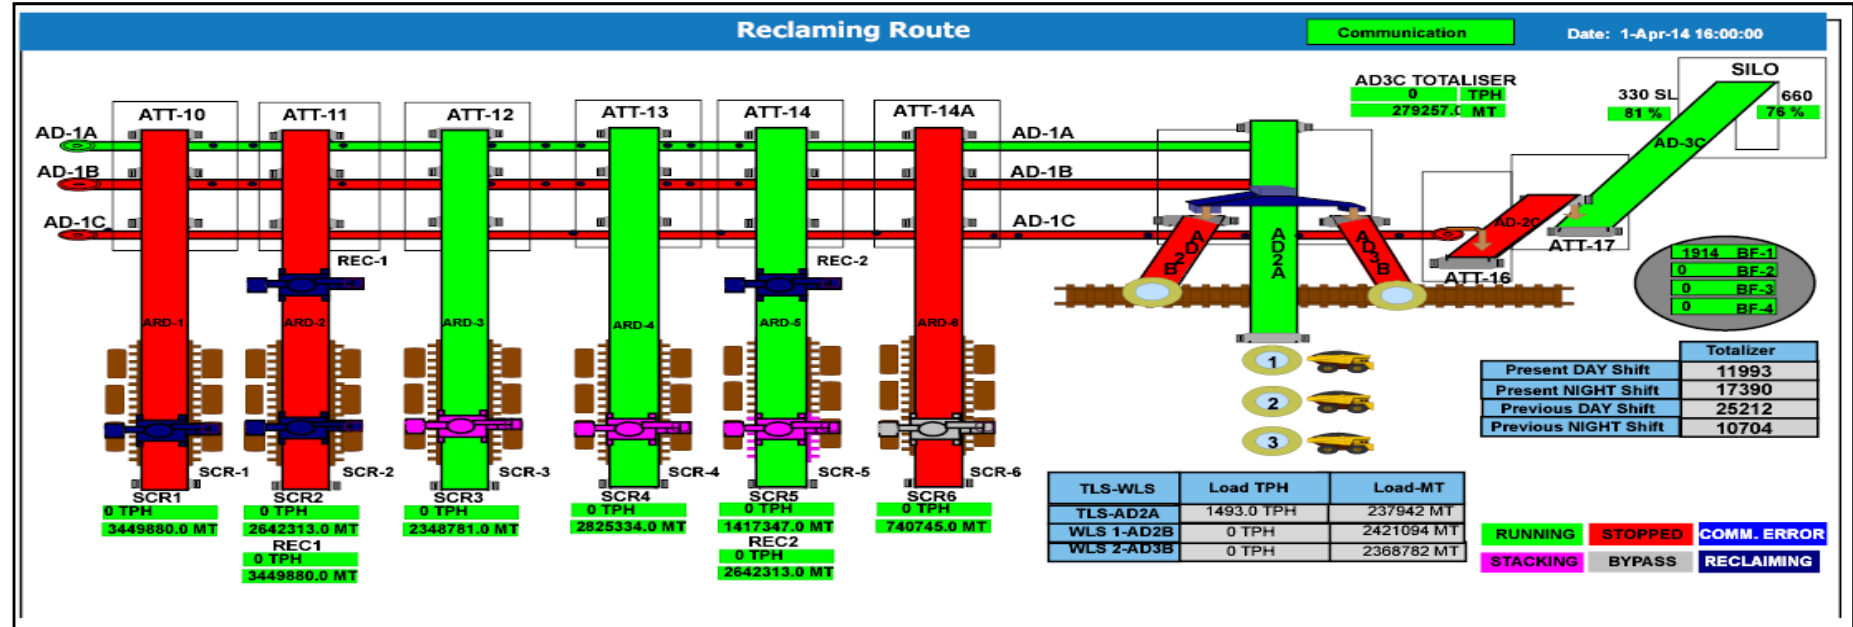 Reclaming Route
Communication
Date: 1-Apr-14 16:00:00
AD3C TOTALISER
0 TPH
279257.0 MT
SILO
330 SL
81 %
660
76 %
ATT-10
ATT-11
ATT-12
ATT-13
ATT-14
ATT-14A
AD-1A
AD-1A
AD-1B
AD-1B
AD-1C
AD-1C
AD-3C
AD-2C
ATT-17
ATT-16
AD2B
AD2A
AD3B
REC-1
REC-2
1914 BF-1
0 BF-2
0 BF-3
0 BF-4
ARD-1
ARD-2
ARD-3
ARD-4
ARD-5
ARD-6
1
2
3
Totalizer
Present DAY Shift 11993
Present NIGHT Shift 17390
Previous DAY Shift 25212
Previous NIGHT Shift 10704
SCR-1
SCR-2
SCR-3
SCR-4
SCR-5
SCR-6
SCR1
0 TPH
3449880.0 MT
SCR2
0 TPH
2642313.0 MT
REC1
0 TPH
3449880.0 MT
SCR3
0 TPH
2348781.0 MT
SCR4
0 TPH
2825334.0 MT
SCR5
0 TPH
1417347.0 MT
REC2
0 TPH
2642313.0 MT
SCR6
0 TPH
740745.0 MT
TLS-WLS Load TPH Load-MT
TLS-AD2A 1493.0 TPH 237942 MT
WLS 1-AD2B 0 TPH 2421094 MT
WLS 2-AD3B 0 TPH 2368782 MT
RUNNING STOPPED COMM. ERROR
STACKING BYPASS RECLAIMING